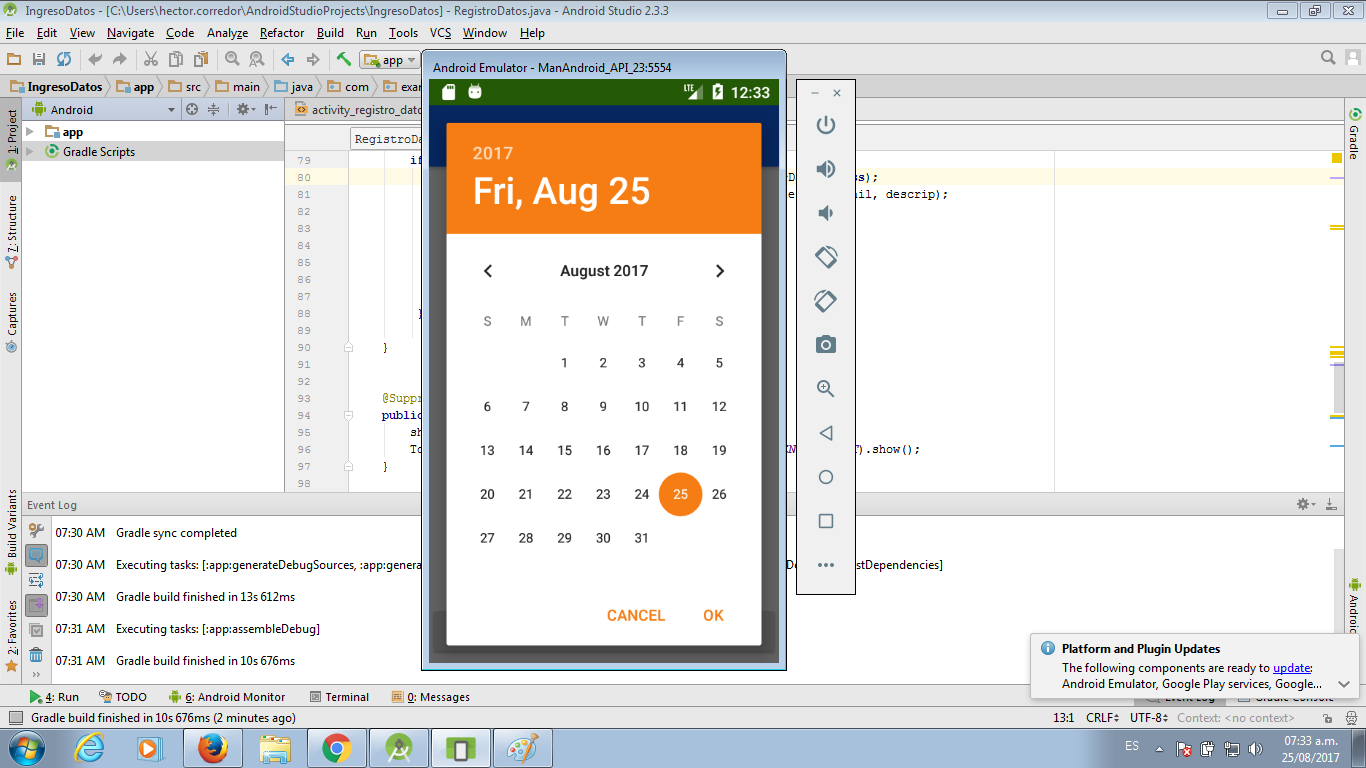 IngresoDatos - [C:\Users\hector.corredor\AndroidStudioProjects\IngresoDatos] - RegistroDatos.java - Android Studio 2.3.3
File Edit View Navigate Code Analyze Refactor Build Run Tools VCS Window Help
app
IngresoDatos app src main java com exa
Android
activity_registro_dato
app
Gradle Scripts
1: Project
7: Structure
Captures
Build Variants
2: Favorites
RegistroDa
79 if
80 ss);
81 ail, descrip);
82
83
84
85
86
87
88 }
89
90 }
91
92
93 @Suppr
94 public
95 sh
96 To ).show();
97 }
98
Android Emulator - ManAndroid_API_23:5554
LTE 12:33
2017
Fri, Aug 25
August 2017
S M T W T F S
1 2 3 4 5
6 7 8 9 10 11 12
13 14 15 16 17 18 19
20 21 22 23 24 25 26
27 28 29 30 31
CANCEL OK
Gradle
Event Log
07:30 AM Gradle sync completed
07:30 AM Executing tasks: [:app:generateDebugSources, :app:genera stDependencies]
07:30 AM Gradle build finished in 13s 612ms
07:31 AM Executing tasks: [:app:assembleDebug]
07:31 AM Gradle build finished in 10s 676ms
Platform and Plugin Updates
The following components are ready to update:
Android Emulator, Google Play services, Google...
4: Run TODO 6: Android Monitor Terminal 0: Messages Event Log Gradle Console
Gradle build finished in 10s 676ms (2 minutes ago)
13:1 CRLF UTF-8 Context: <no context>
ES
07:33 a.m.
25/08/2017